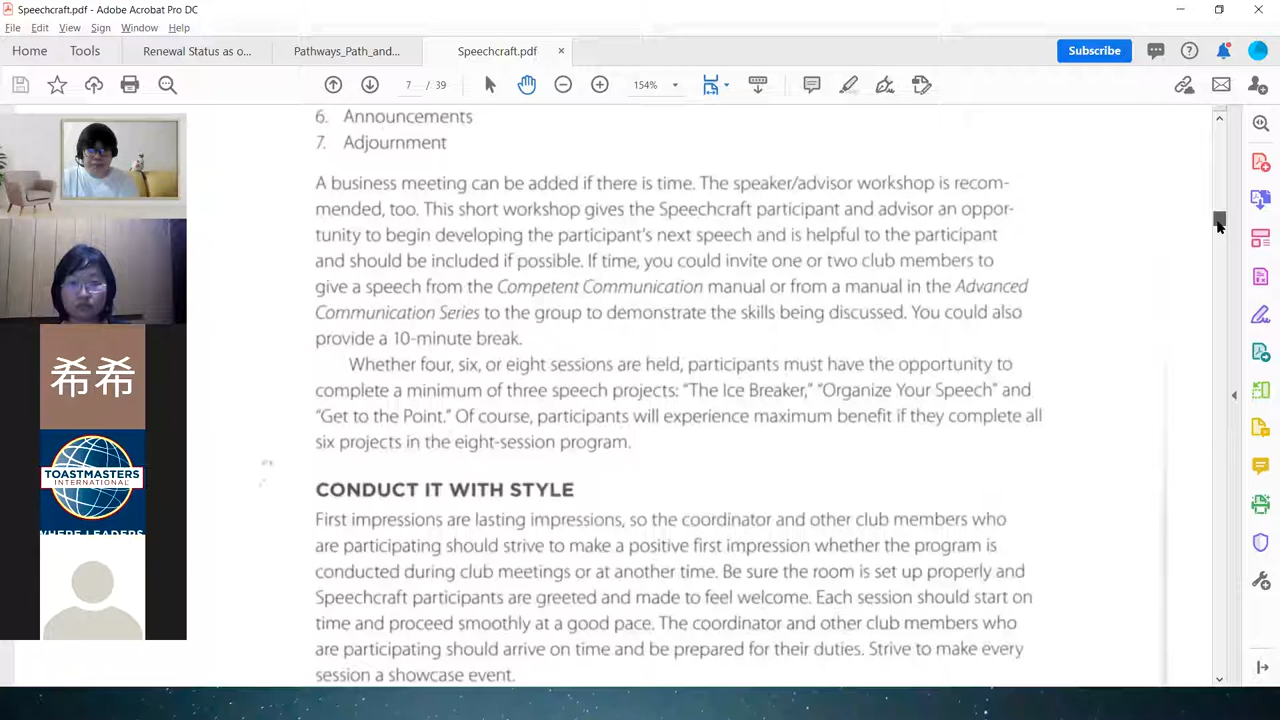 Speechcraft.pdf - Adobe Acrobat Pro DC
File Edit View Sign Window Help
Home Tools Renewal Status as o... Pathways_Path_and... Speechcraft.pdf × Subscribe
7 / 39 154%
6. Announcements
7. Adjournment
A business meeting can be added if there is time. The speaker/advisor workshop is recom-
mended, too. This short workshop gives the Speechcraft participant and advisor an oppor-
tunity to begin developing the participant's next speech and is helpful to the participant
and should be included if possible. If time, you could invite one or two club members to
give a speech from the Competent Communication manual or from a manual in the Advanced
Communication Series to the group to demonstrate the skills being discussed. You could also
provide a 10-minute break.
Whether four, six, or eight sessions are held, participants must have the opportunity to
complete a minimum of three speech projects: “The Ice Breaker,” “Organize Your Speech” and
“Get to the Point.” Of course, participants will experience maximum benefit if they complete all
six projects in the eight-session program.
CONDUCT IT WITH STYLE
First impressions are lasting impressions, so the coordinator and other club members who
are participating should strive to make a positive first impression whether the program is
conducted during club meetings or at another time. Be sure the room is set up properly and
Speechcraft participants are greeted and made to feel welcome. Each session should start on
time and proceed smoothly at a good pace. The coordinator and other club members who
are participating should arrive on time and be prepared for their duties. Strive to make every
session a showcase event.
希希
TOASTMASTERS
INTERNATIONAL
WHERE LEADERS